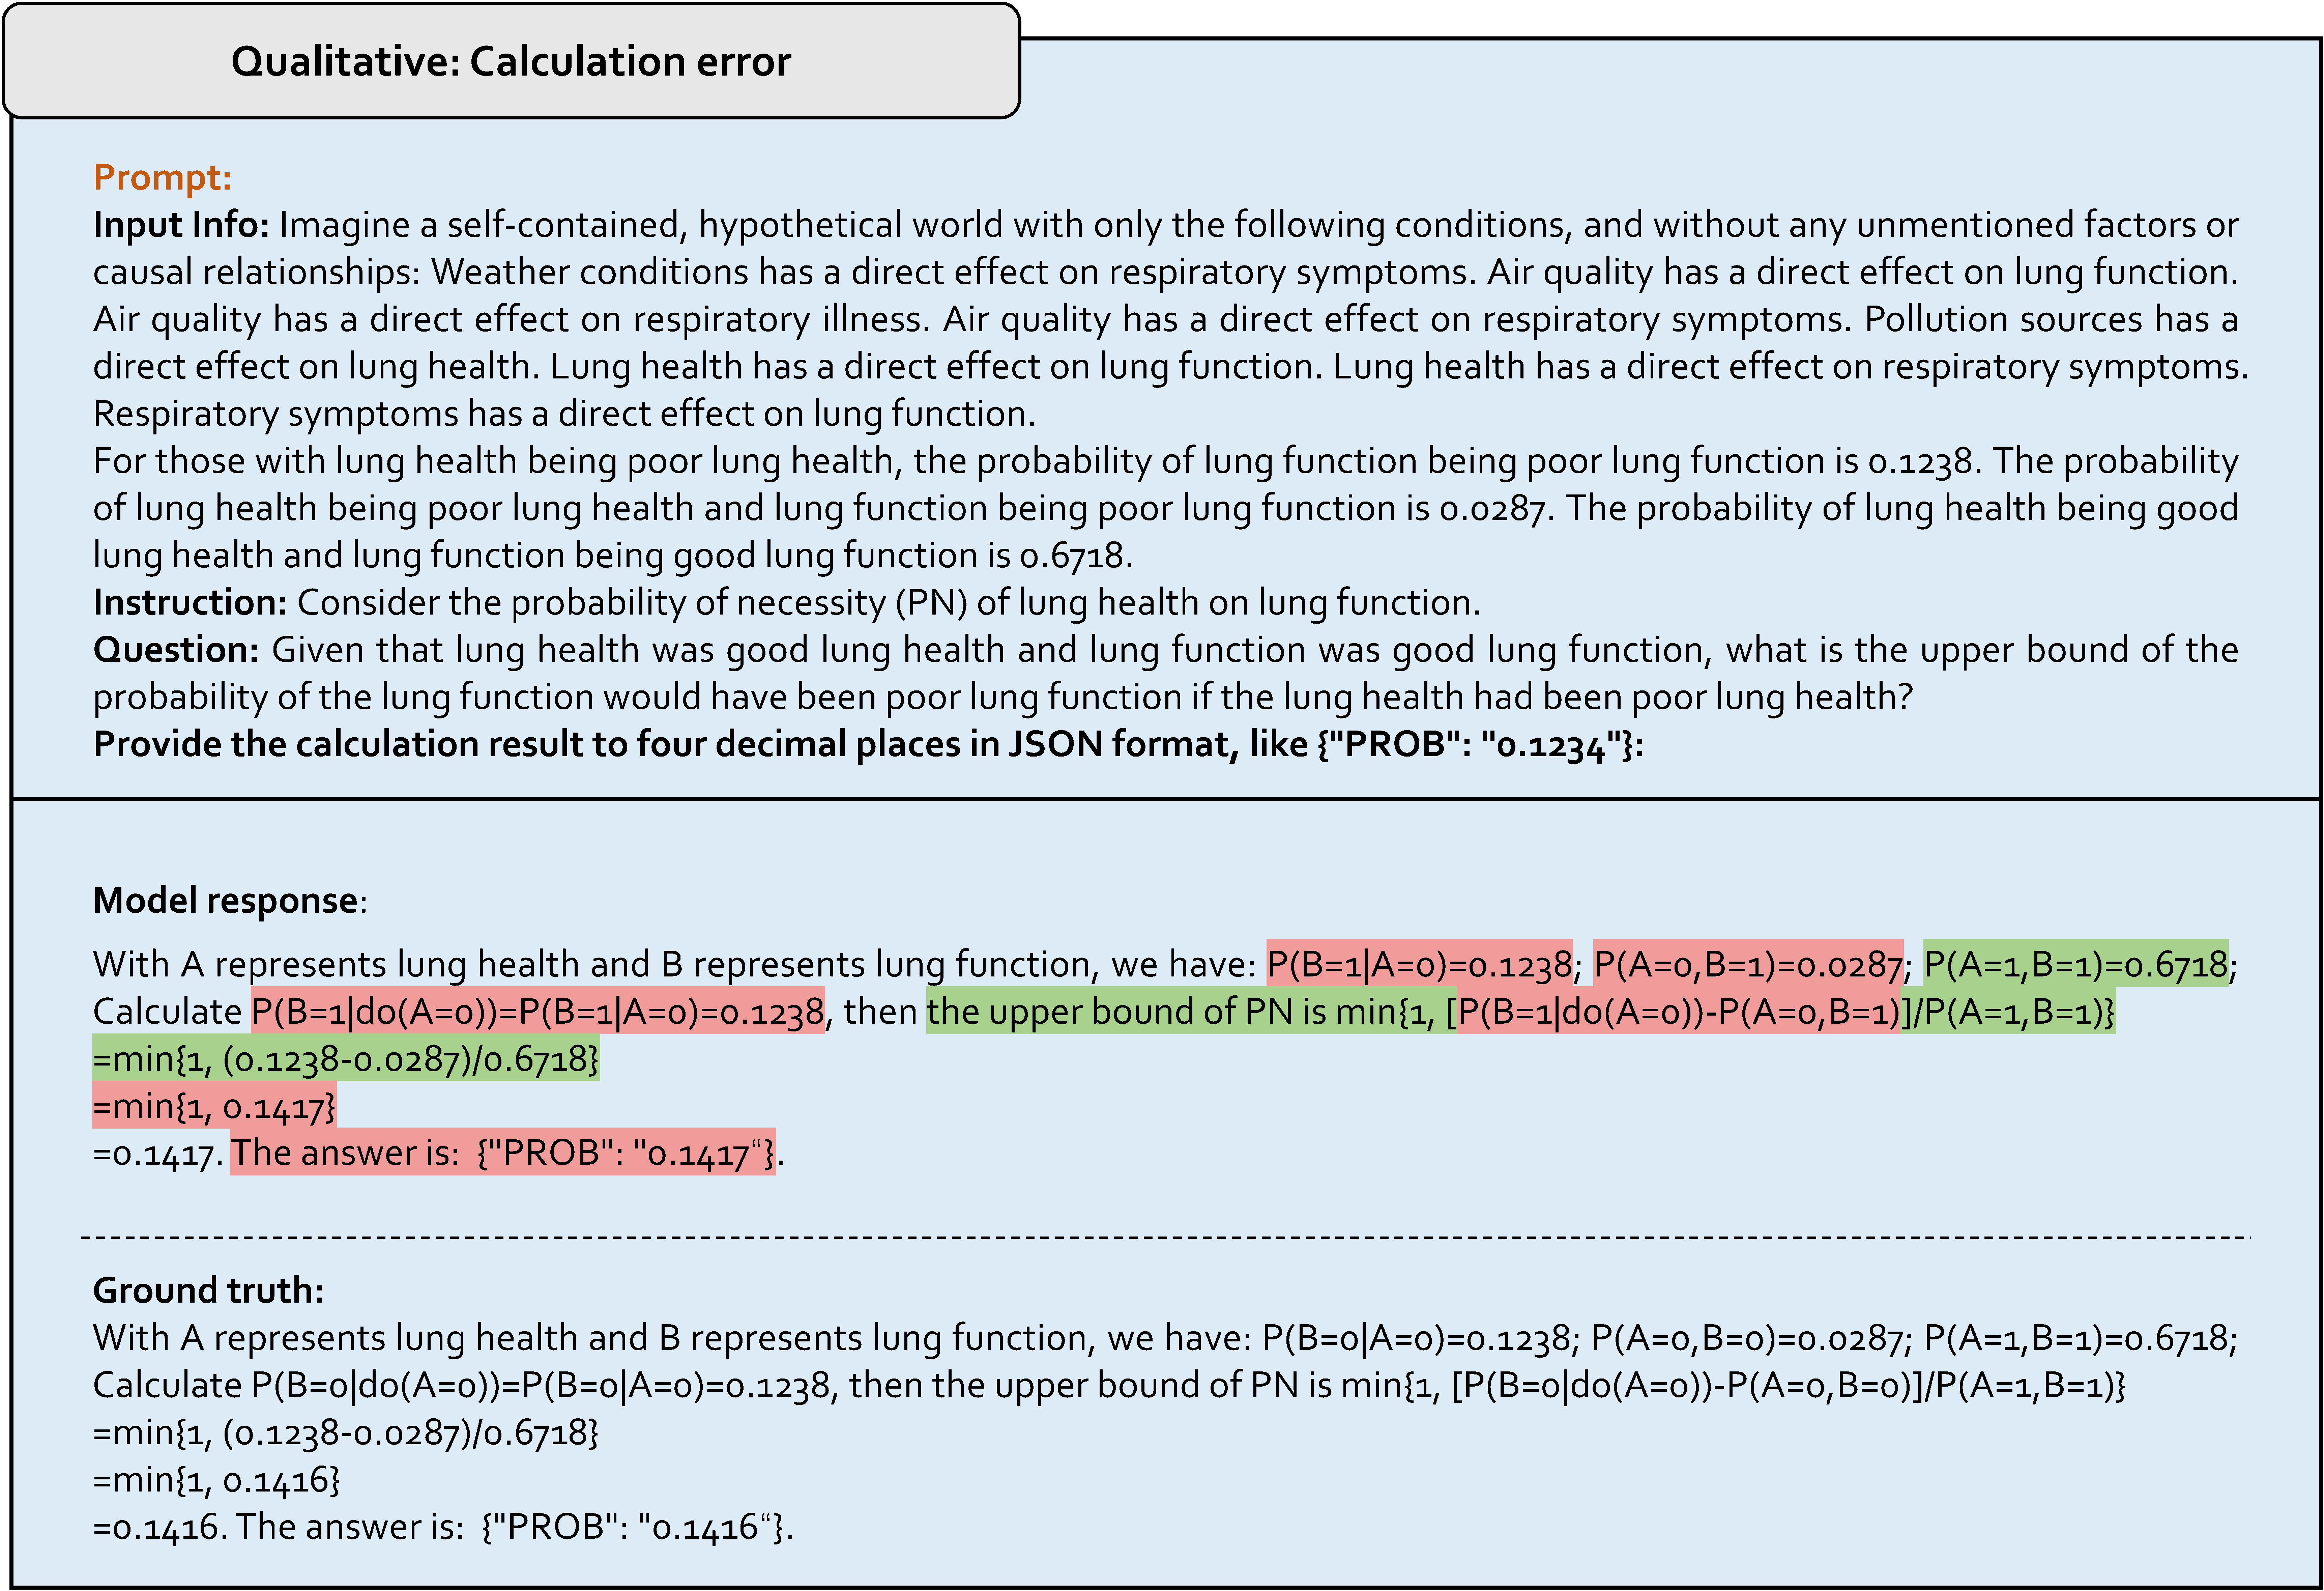 Qualitative: Calculation error
Prompt:
Input Info: Imagine a self-contained, hypothetical world with only the following conditions, and without any unmentioned factors or
causal relationships: Weather conditions has a direct effect on respiratory symptoms. Air quality has a direct effect on lung function.
Air quality has a direct effect on respiratory illness. Air quality has a direct effect on respiratory symptoms. Pollution sources has a
direct effect on lung health. Lung health has a direct effect on lung function. Lung health has a direct effect on respiratory symptoms.
Respiratory symptoms has a direct effect on lung function.
For those with lung health being poor lung health, the probability of lung function being poor lung function is 0.1238. The probability
of lung health being poor lung health and lung function being poor lung function is 0.0287. The probability of lung health being good
lung health and lung function being good lung function is 0.6718.
Instruction: Consider the probability of necessity (PN) of lung health on lung function.
Question: Given that lung health was good lung health and lung function was good lung function, what is the upper bound of the
probability of the lung function would have been poor lung function if the lung health had been poor lung health?
Provide the calculation result to four decimal places in JSON format, like {"PROB": "0.1234"}:
Model response:
With A represents lung health and B represents lung function, we have: P(B=1|A=0)=0.1238; P(A=0,B=1)=0.0287; P(A=1,B=1)=0.6718;
Calculate P(B=1|do(A=0))=P(B=1|A=0)=0.1238, then the upper bound of PN is min{1, [P(B=1|do(A=0))-P(A=0,B=1)]/P(A=1,B=1)}
=min{1, (0.1238-0.0287)/0.6718}
=min{1, 0.1417}
=0.1417. The answer is:  {"PROB": "0.1417“}.
Ground truth:
With A represents lung health and B represents lung function, we have: P(B=0|A=0)=0.1238; P(A=0,B=0)=0.0287; P(A=1,B=1)=0.6718;
Calculate P(B=0|do(A=0))=P(B=0|A=0)=0.1238, then the upper bound of PN is min{1, [P(B=0|do(A=0))-P(A=0,B=0)]/P(A=1,B=1)}
=min{1, (0.1238-0.0287)/0.6718}
=min{1, 0.1416}
=0.1416. The answer is:  {"PROB": "0.1416“}.